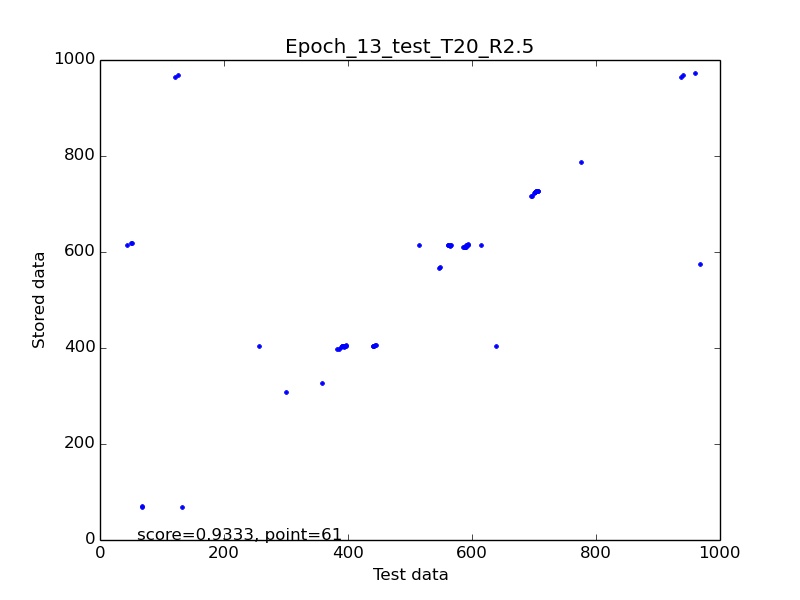 Epoch_13_test_T20_R2.5
1000
800
600
400
200
0
Stored data
score=0.9333, point=61
0 200 400 600 800 1000
Test data